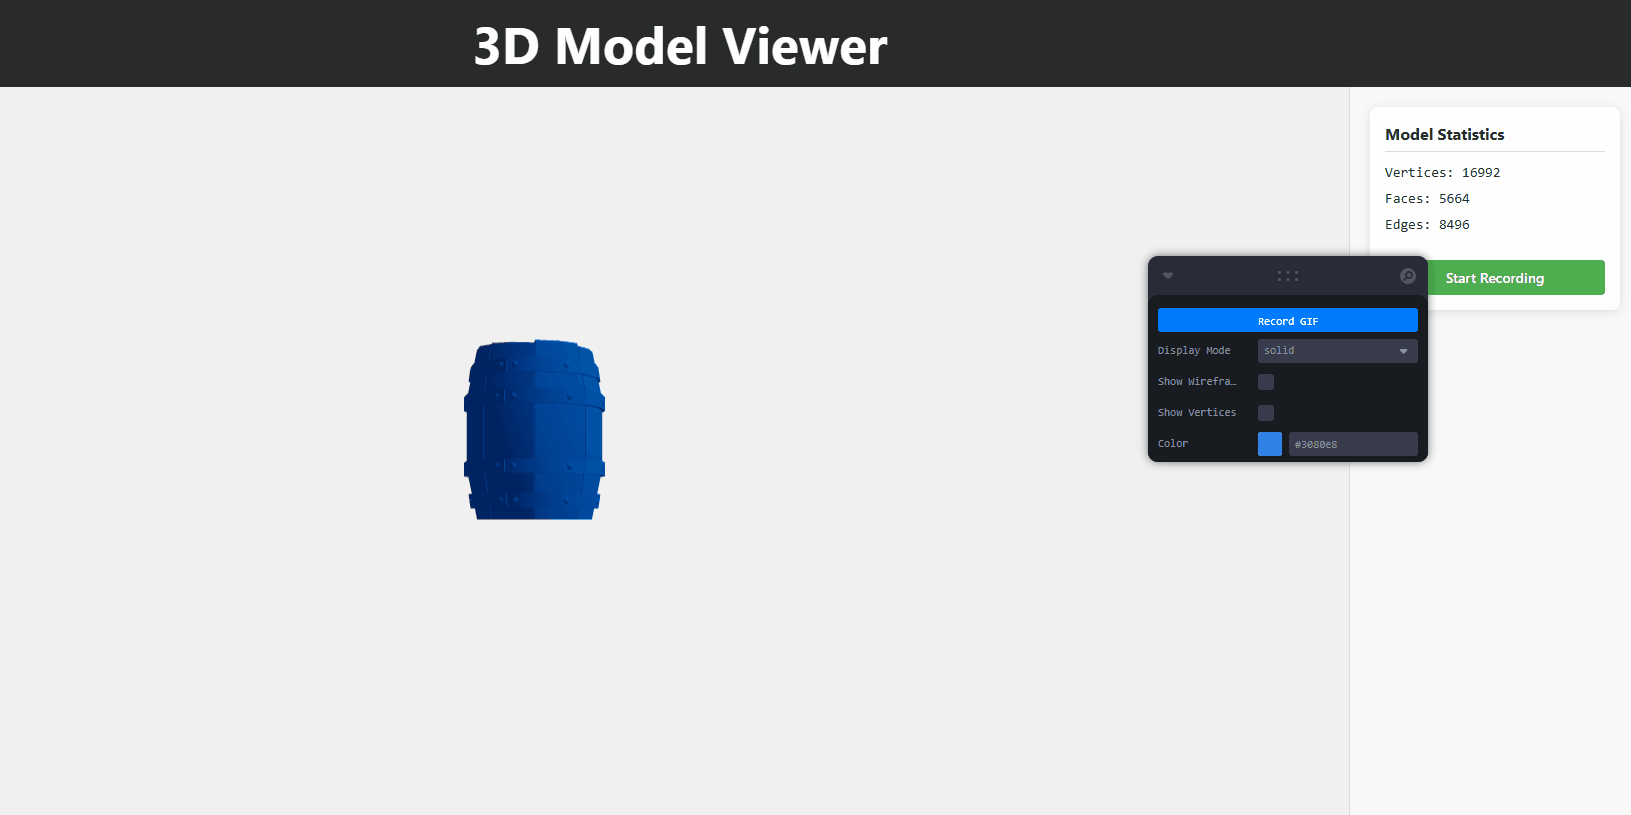 3D Model Viewer
Model Statistics
Vertices: 16992
Faces: 5664
Edges: 8496
Start Recording
Record GIF
Display Mode
solid
Show Wirefra…
Show Vertices
Color
#3080e8